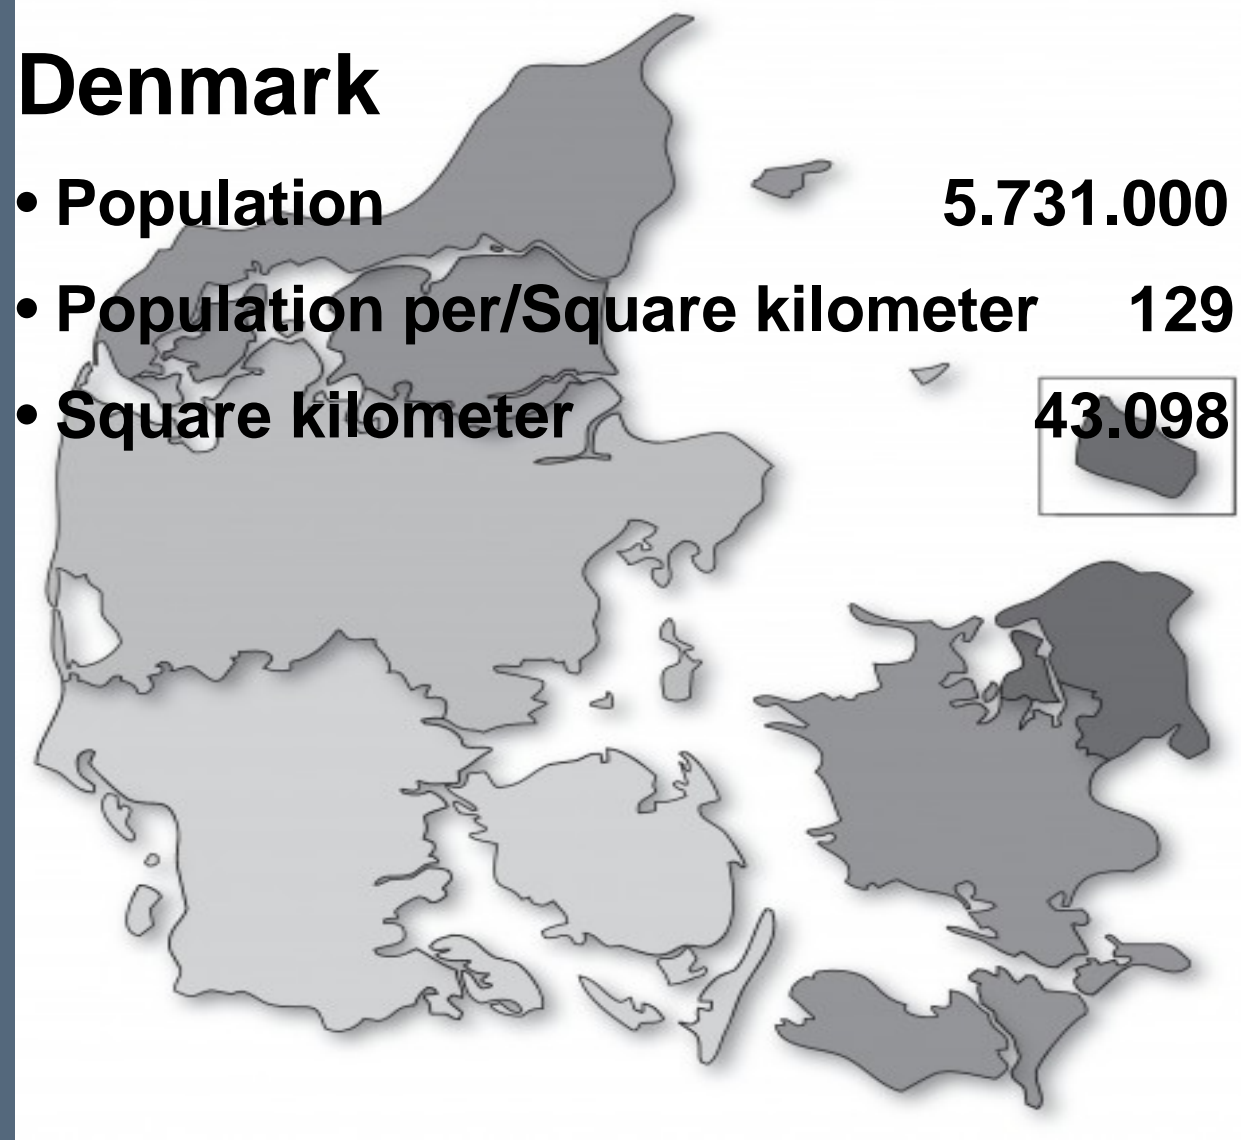 Denmark
• Population 5.731.000
• Population per/Square kilometer 129
• Square kilometer 43.098